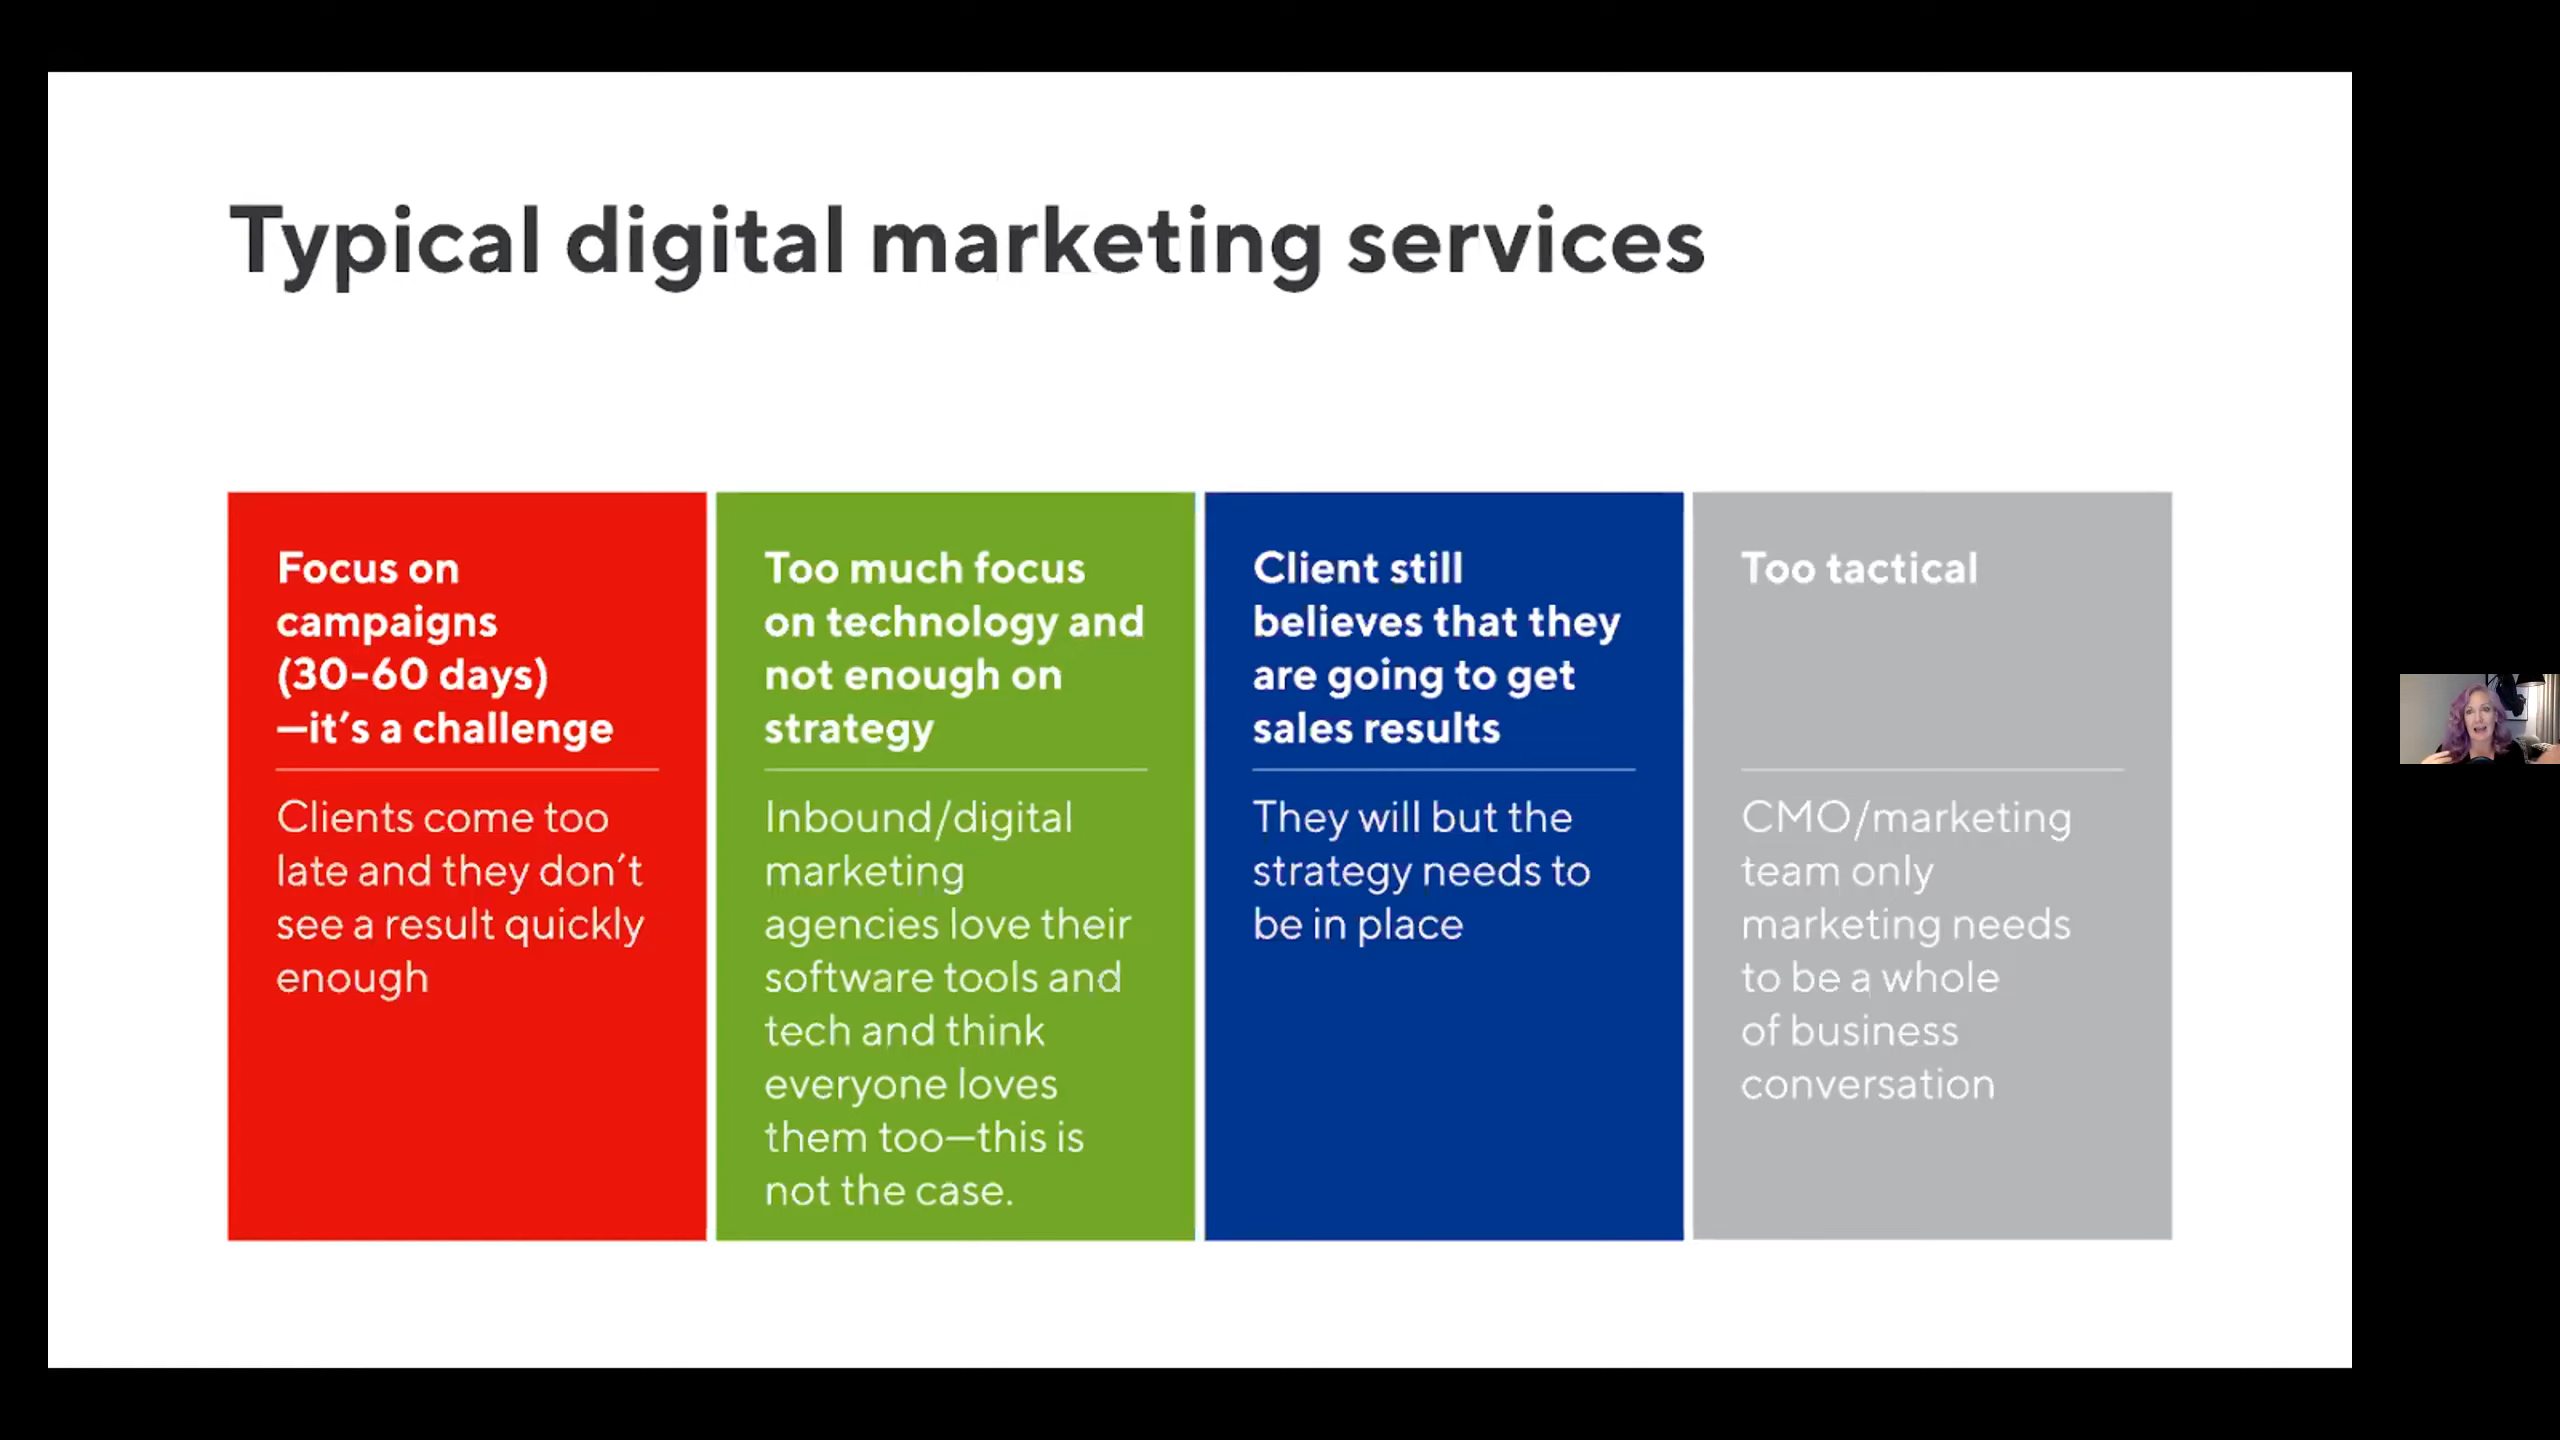 Typical digital marketing services
Focus on
campaigns
(30-60 days)
—it’s a challenge
Clients come too
late and they don’t
see a result quickly
enough
Too much focus
on technology and
not enough on
strategy
Inbound/digital
marketing
agencies love their
software tools and
tech and think
everyone loves
them too—this is
not the case.
Client still
believes that they
are going to get
sales results
They will but the
strategy needs to
be in place
Too tactical
CMO/marketing
team only
marketing needs
to be a whole
of business
conversation